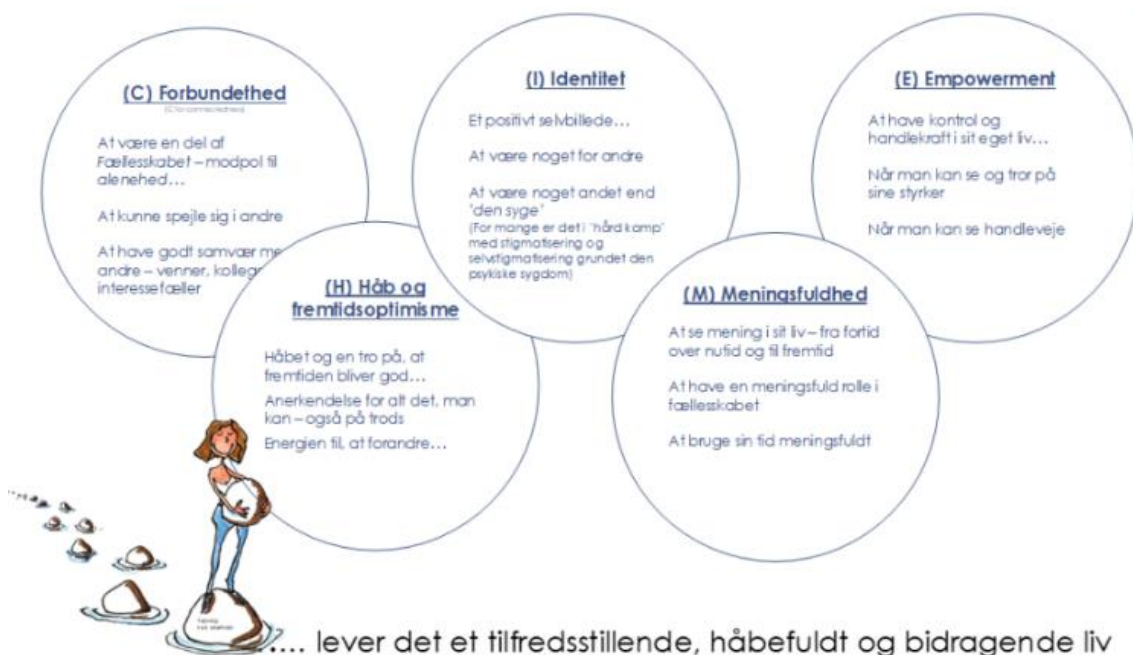 (C) Forbundethed
(C for connectedness)
At være en del af
Fællesskabet – modpol til
alenehed…
At kunne spejle sig i andre
At have godt samvær me
andre – venner, kolleg
interessefæller
(H) Håb og
fremtidsoptimisme
Håbet og en tro på, at
fremtiden bliver god…
Anerkendelse for alt det, man
kan – også på trods
Energien til, at forandre…
(I) Identitet
Et positivt selvbillede…
At være noget for andre
At være noget andet end
"den syge"
(For mange er det i "hård kamp"
med stigmatisering og
selvstigmatisering grundet den
psykiske sygdom)
(M) Meningsfuldhed
At se mening i sit liv – fra fortid
over nutid og til fremtid
At have en meningsfuld rolle i
fællesskabet
At bruge sin tid meningsfuldt
(E) Empowerment
At have kontrol og
handlekraft i sit eget liv…
Når man kan se og tror på
sine styrker
Når man kan se handleveje
…. lever det et tilfredsstillende, håbefuldt og bidragende liv